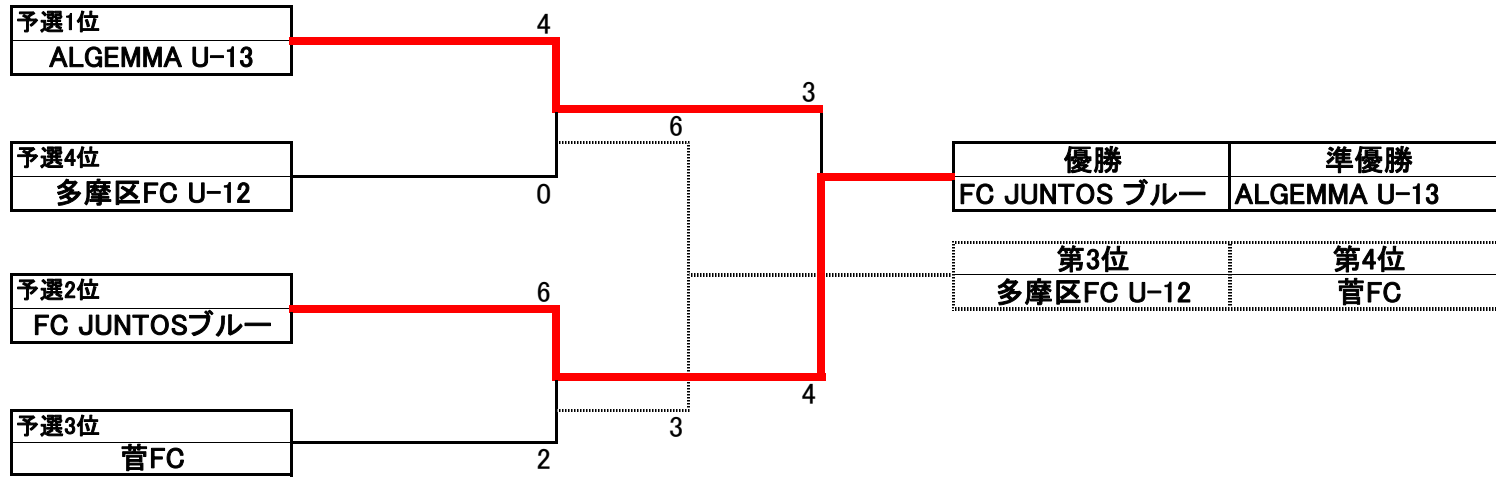 予選1位
ALGEMMA U-13
4
3
6
予選4位
多摩区FC U-12
0
優勝
準優勝
FC JUNTOS ブルー
ALGEMMA U-13
第3位
第4位
多摩区FC U-12
菅FC
予選2位
FC JUNTOSブルー
6
4
予選3位
菅FC
3
2